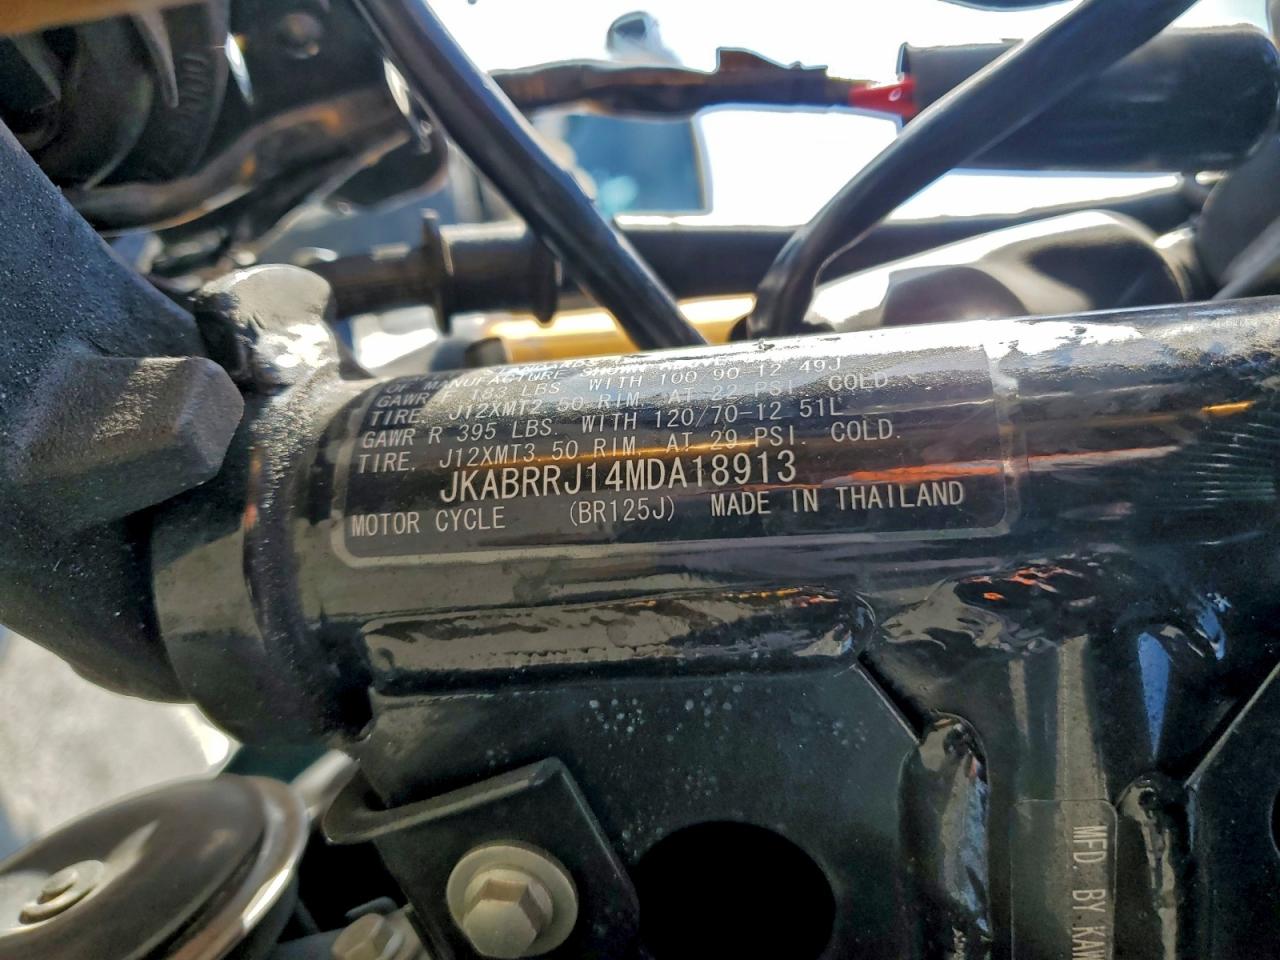 OF MANUFACTURE SHOWN ABOVE
GAWR F 183 LBS. WITH 100/90-12 49J
TIRE, J12XMT2.50 RIM, AT 22 PSI. COLD
GAWR R 395 LBS. WITH 120/70-12 51L
TIRE, J12XMT3.50 RIM, AT 29 PSI. COLD.
JKABRRJ14MDA18913
MOTOR CYCLE (BR125J) MADE IN THAILAND
MFD. BY KAW